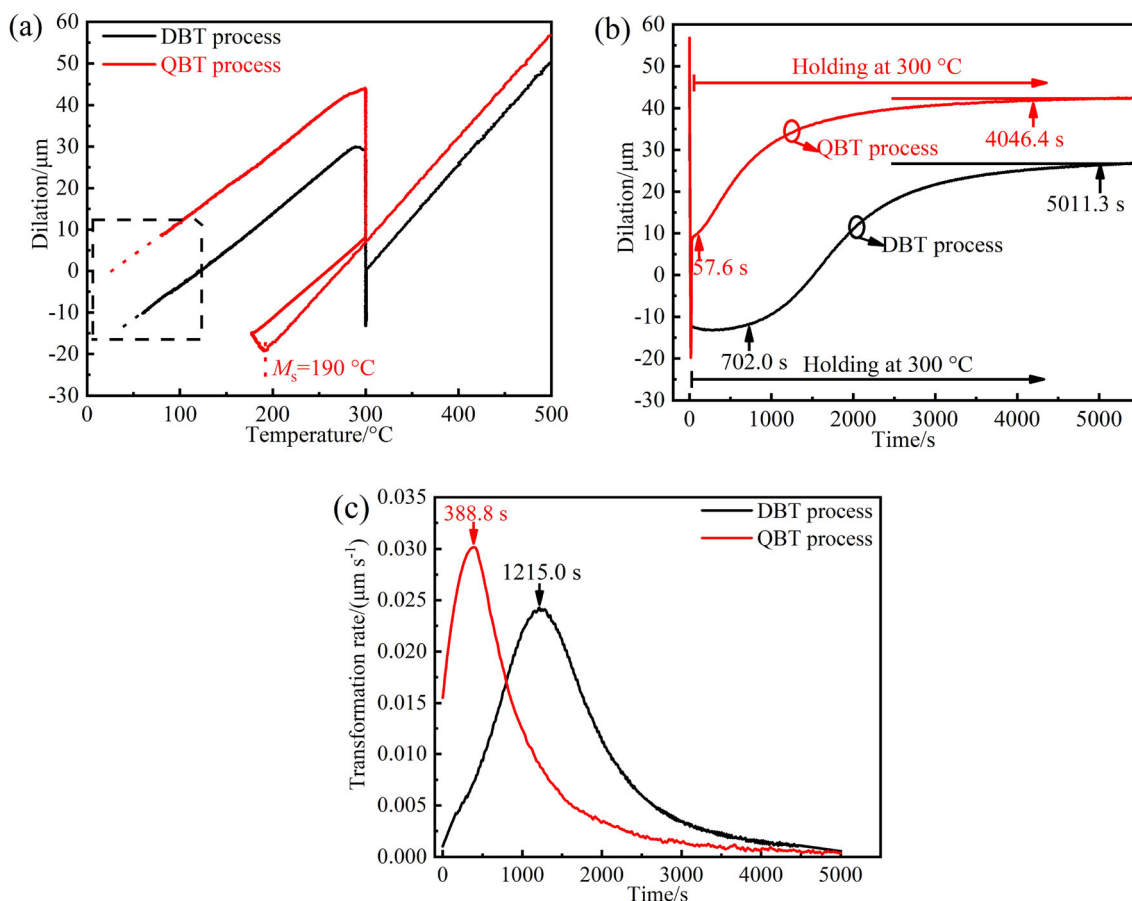 (a)
DBT process
QBT process
60
50
40
30
20
10
0
-10
-20
-30
Dilation/μm
Ms=190 °C
0
100
200
300
400
500
Temperature/°C
(b)
60
50
40
30
20
10
0
-10
-20
-30
Dilation/μm
Holding at 300 °C
4046.4 s
QBT process
5011.3 s
DBT process
57.6 s
702.0 s
Holding at 300 °C
0
1000
2000
3000
4000
5000
Time/s
(c)
0.035
0.030
0.025
0.020
0.015
0.010
0.005
0.000
Transformation rate/(μm s⁻¹)
388.8 s
1215.0 s
DBT process
QBT process
0
1000
2000
3000
4000
5000
Time/s